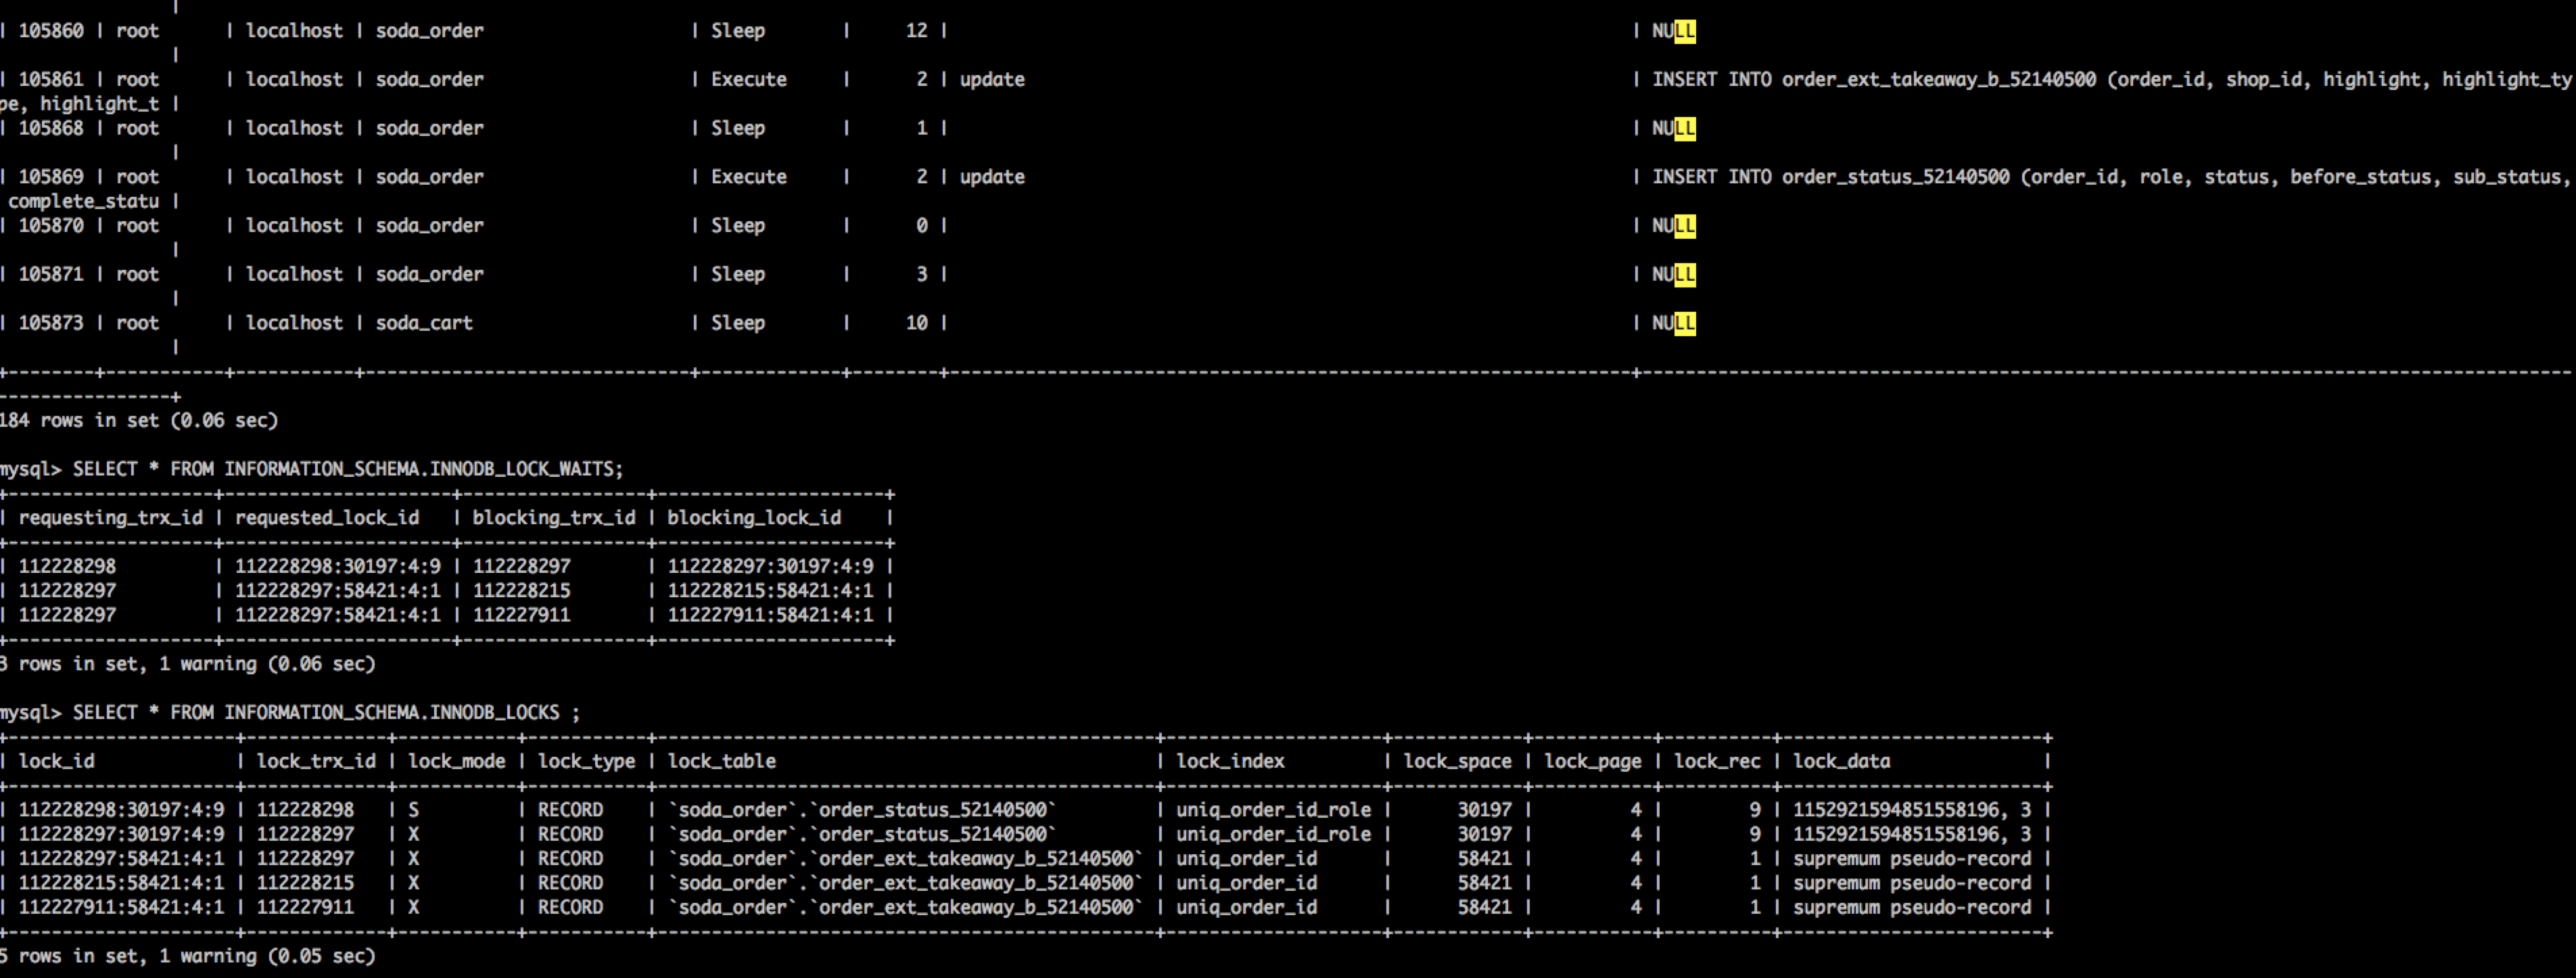 | 105860 | root | localhost | soda_order | Sleep | 12 | | NULL
|
| 105861 | root | localhost | soda_order | Execute | 2 | update | INSERT INTO order_ext_takeaway_b_52140500 (order_id, shop_id, highlight, highlight_ty
pe, highlight_t |
| 105868 | root | localhost | soda_order | Sleep | 1 | | NULL
|
| 105869 | root | localhost | soda_order | Execute | 2 | update | INSERT INTO order_status_52140500 (order_id, role, status, before_status, sub_status,
complete_statu |
| 105870 | root | localhost | soda_order | Sleep | 0 | | NULL
|
| 105871 | root | localhost | soda_order | Sleep | 3 | | NULL
|
| 105873 | root | localhost | soda_cart | Sleep | 10 | | NULL
|
184 rows in set (0.06 sec)
mysql> SELECT * FROM INFORMATION_SCHEMA.INNODB_LOCK_WAITS;
| requesting_trx_id | requested_lock_id | blocking_trx_id | blocking_lock_id |
| 112228298 | 112228298:30197:4:9 | 112228297 | 112228297:30197:4:9 |
| 112228297 | 112228297:58421:4:1 | 112228215 | 112228215:58421:4:1 |
| 112228297 | 112228297:58421:4:1 | 112227911 | 112227911:58421:4:1 |
3 rows in set, 1 warning (0.06 sec)
mysql> SELECT * FROM INFORMATION_SCHEMA.INNODB_LOCKS ;
| lock_id | lock_trx_id | lock_mode | lock_type | lock_table | lock_index | lock_space | lock_page | lock_rec | lock_data |
| 112228298:30197:4:9 | 112228298 | S | RECORD | `soda_order`.`order_status_52140500` | uniq_order_id_role | 30197 | 4 | 9 | 1152921594851558196, 3 |
| 112228297:30197:4:9 | 112228297 | X | RECORD | `soda_order`.`order_status_52140500` | uniq_order_id_role | 30197 | 4 | 9 | 1152921594851558196, 3 |
| 112228297:58421:4:1 | 112228297 | X | RECORD | `soda_order`.`order_ext_takeaway_b_52140500` | uniq_order_id | 58421 | 4 | 1 | supremum pseudo-record |
| 112228215:58421:4:1 | 112228215 | X | RECORD | `soda_order`.`order_ext_takeaway_b_52140500` | uniq_order_id | 58421 | 4 | 1 | supremum pseudo-record |
| 112227911:58421:4:1 | 112227911 | X | RECORD | `soda_order`.`order_ext_takeaway_b_52140500` | uniq_order_id | 58421 | 4 | 1 | supremum pseudo-record |
5 rows in set, 1 warning (0.05 sec)